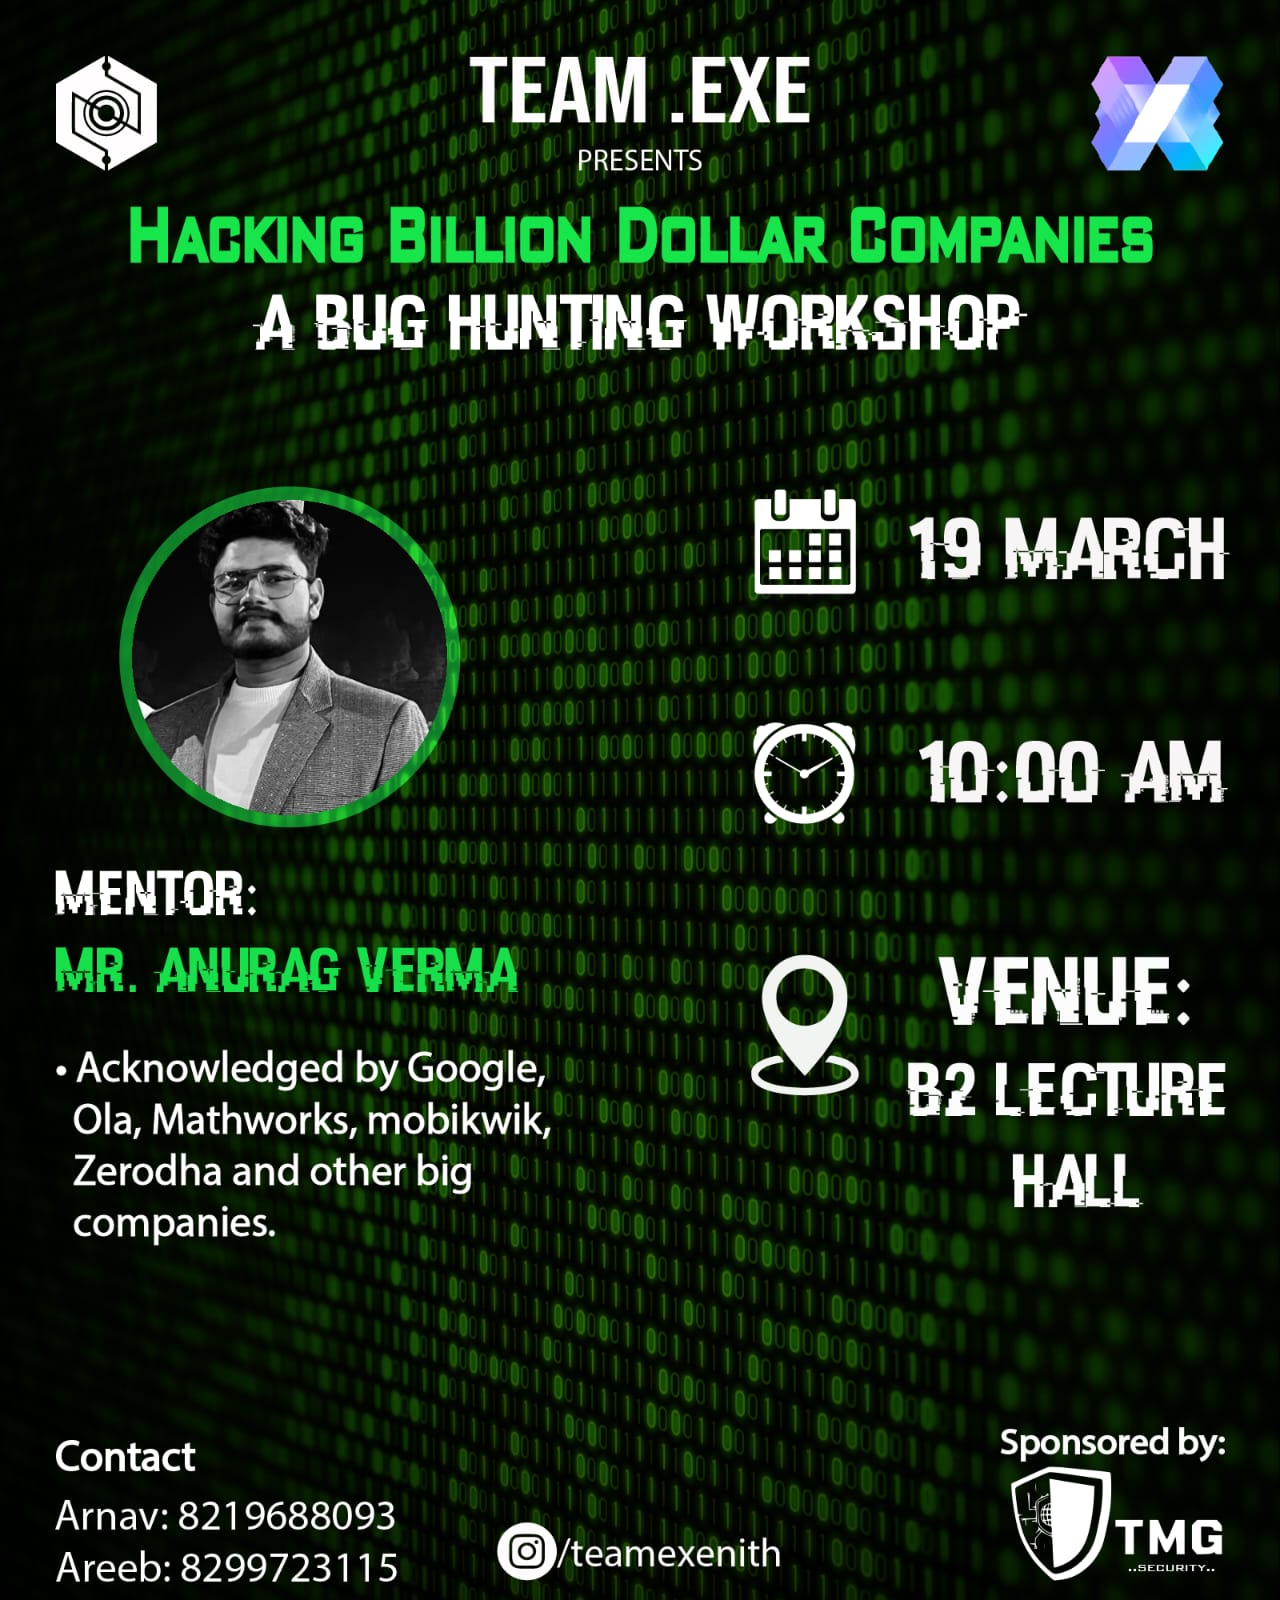 TEAM .EXE
PRESENTS
HACKING BILLION DOLLAR COMPANIES
A BUG HUNTING WORKSHOP
19 MARCH
10:00 AM
MENTOR:
MR. ANURAG VERMA
• Acknowledged by Google,
Ola, Mathworks, mobikwik,
Zerodha and other big
companies.
VENUE:
B2 LECTURE
HALL
Contact
Arnav: 8219688093
Areeb: 8299723115
/teamexenith
Sponsored by:
TMG
..SECURITY..